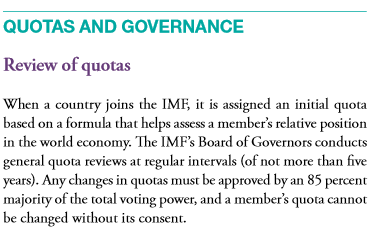 QUOTAS AND GOVERNANCE
Review of quotas
When a country joins the IMF, it is assigned an initial quota
based on a formula that helps assess a member’s relative position
in the world economy. The IMF’s Board of Governors conducts
general quota reviews at regular intervals (of not more than five
years). Any changes in quotas must be approved by an 85 percent
majority of the total voting power, and a member’s quota cannot
be changed without its consent.